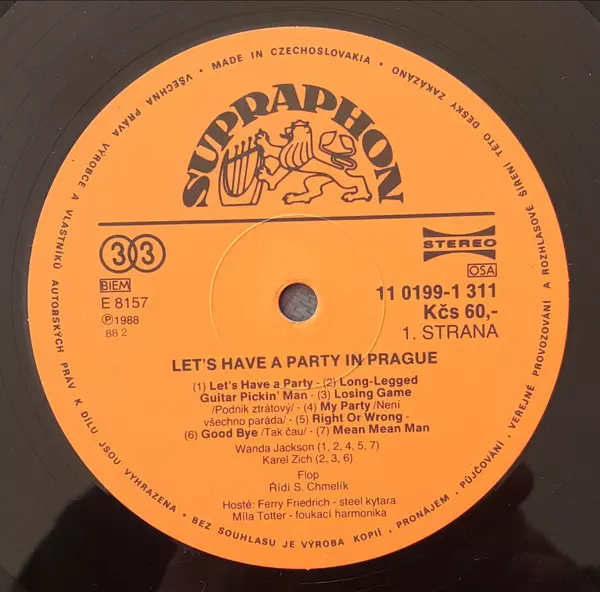 • MADE IN CZECHOSLOVAKIA • VŠECHNA PRÁVA VÝROBCE A VLASTNÍKŮ AUTORSKÝCH PRÁV K DÍLU JSOU VYHRAZENA • BEZ SOUHLASU JE VÝROBA KOPIÍ, PRONÁJEM, PŮJČOVÁNÍ, VEŘEJNÉ PROVOZOVÁNÍ A ROZHLASOVÉ ŠÍŘENÍ TÉTO DESKY ZAKÁZÁNO
SUPRAPHON
33
STEREO
BIEM
OSA
E 8157
Ⓟ1988
88 2
11 0199-1 311
Kčs 60,-
1. STRANA
LET'S HAVE A PARTY IN PRAGUE
(1) Let's Have a Party - (2) Long-Legged
Guitar Pickin' Man - (3) Losing Game
/Podnik ztrátový/ - (4) My Party /Není
všechno paráda/ - (5) Right Or Wrong -
(6) Good Bye /Tak čau/ - (7) Mean Mean Man
Wanda Jackson (1, 2, 4, 5, 7)
Karel Zich (2, 3, 6)
Flop
Řídí S. Chmelík
Hosté: Ferry Friedrich - steel kytara
Míla Totter - foukací harmonika